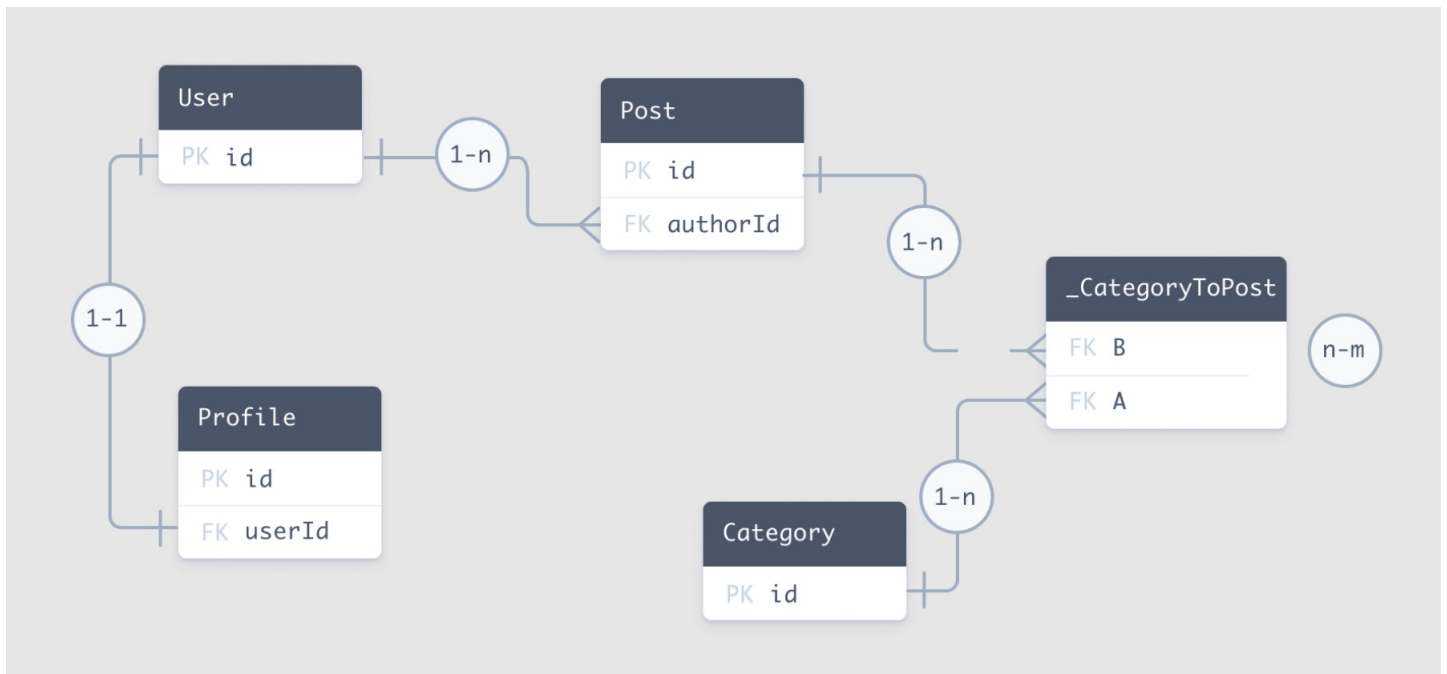 User
PK id
1-n
Post
PK id
FK authorId
1-n
_CategoryToPost
FK B
FK A
n-m
1-1
Profile
PK id
FK userId
1-n
Category
PK id